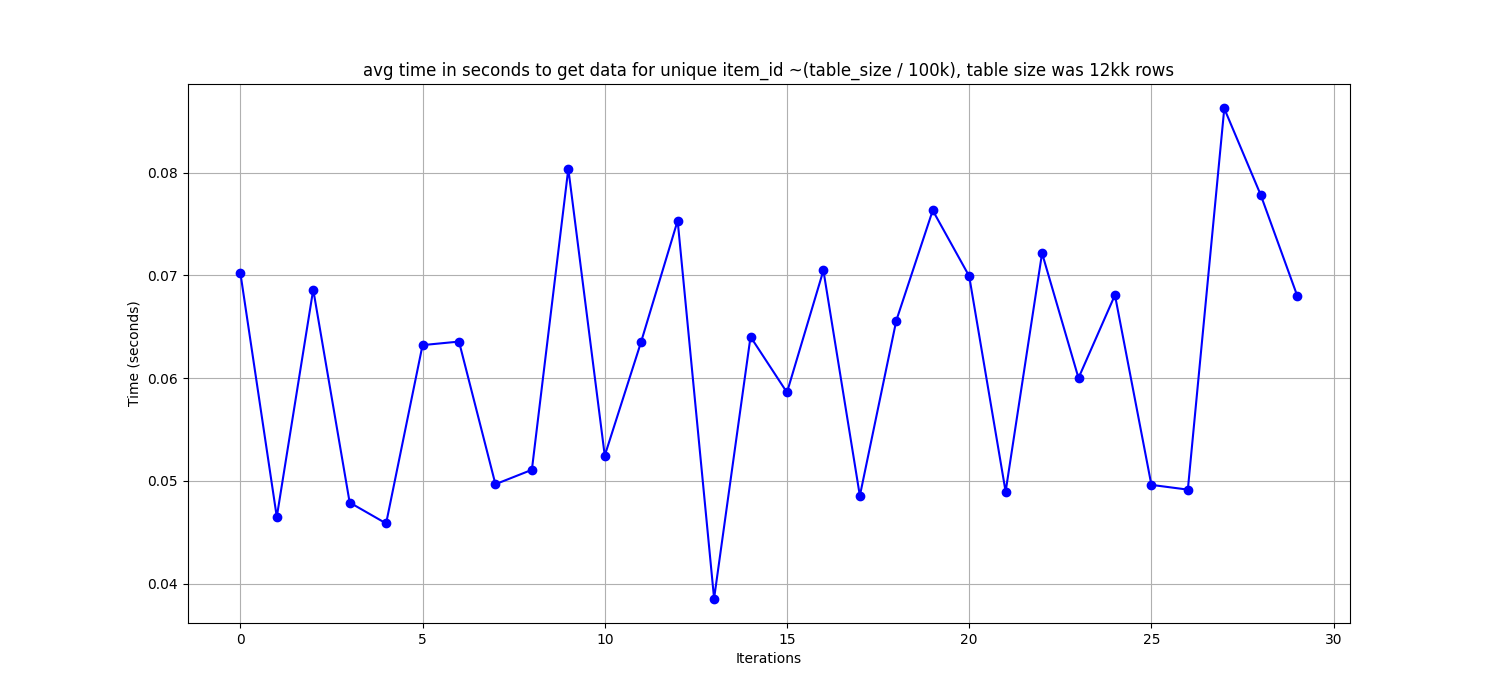 avg time in seconds to get data for unique item_id ~(table_size / 100k), table size was 12kk rows
0.08
0.07
0.06
0.05
0.04
Time (seconds)
0 5 10 15 20 25 30
Iterations